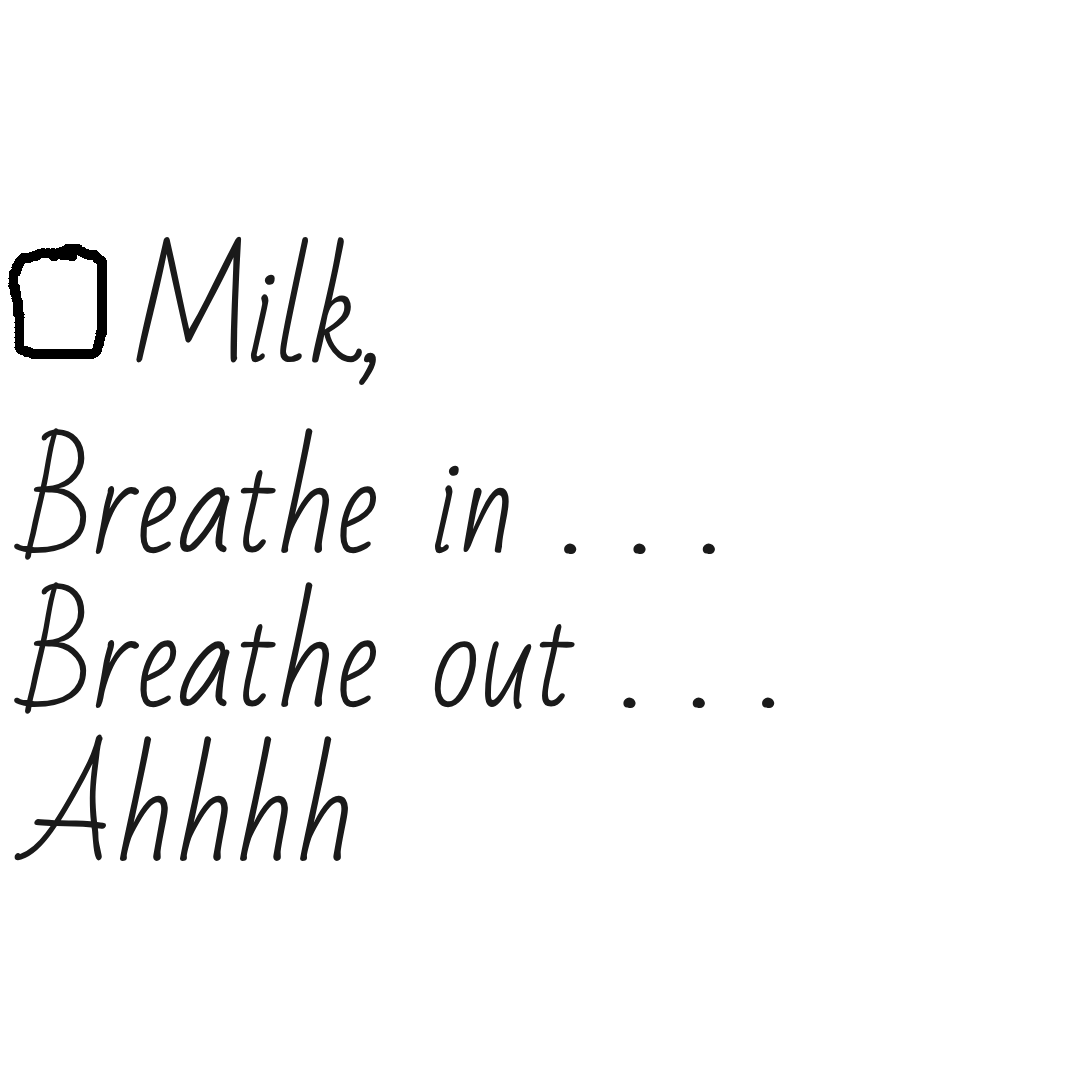 ☐ Milk,
Breathe in . . .
Breathe out . . .
Ahhhh